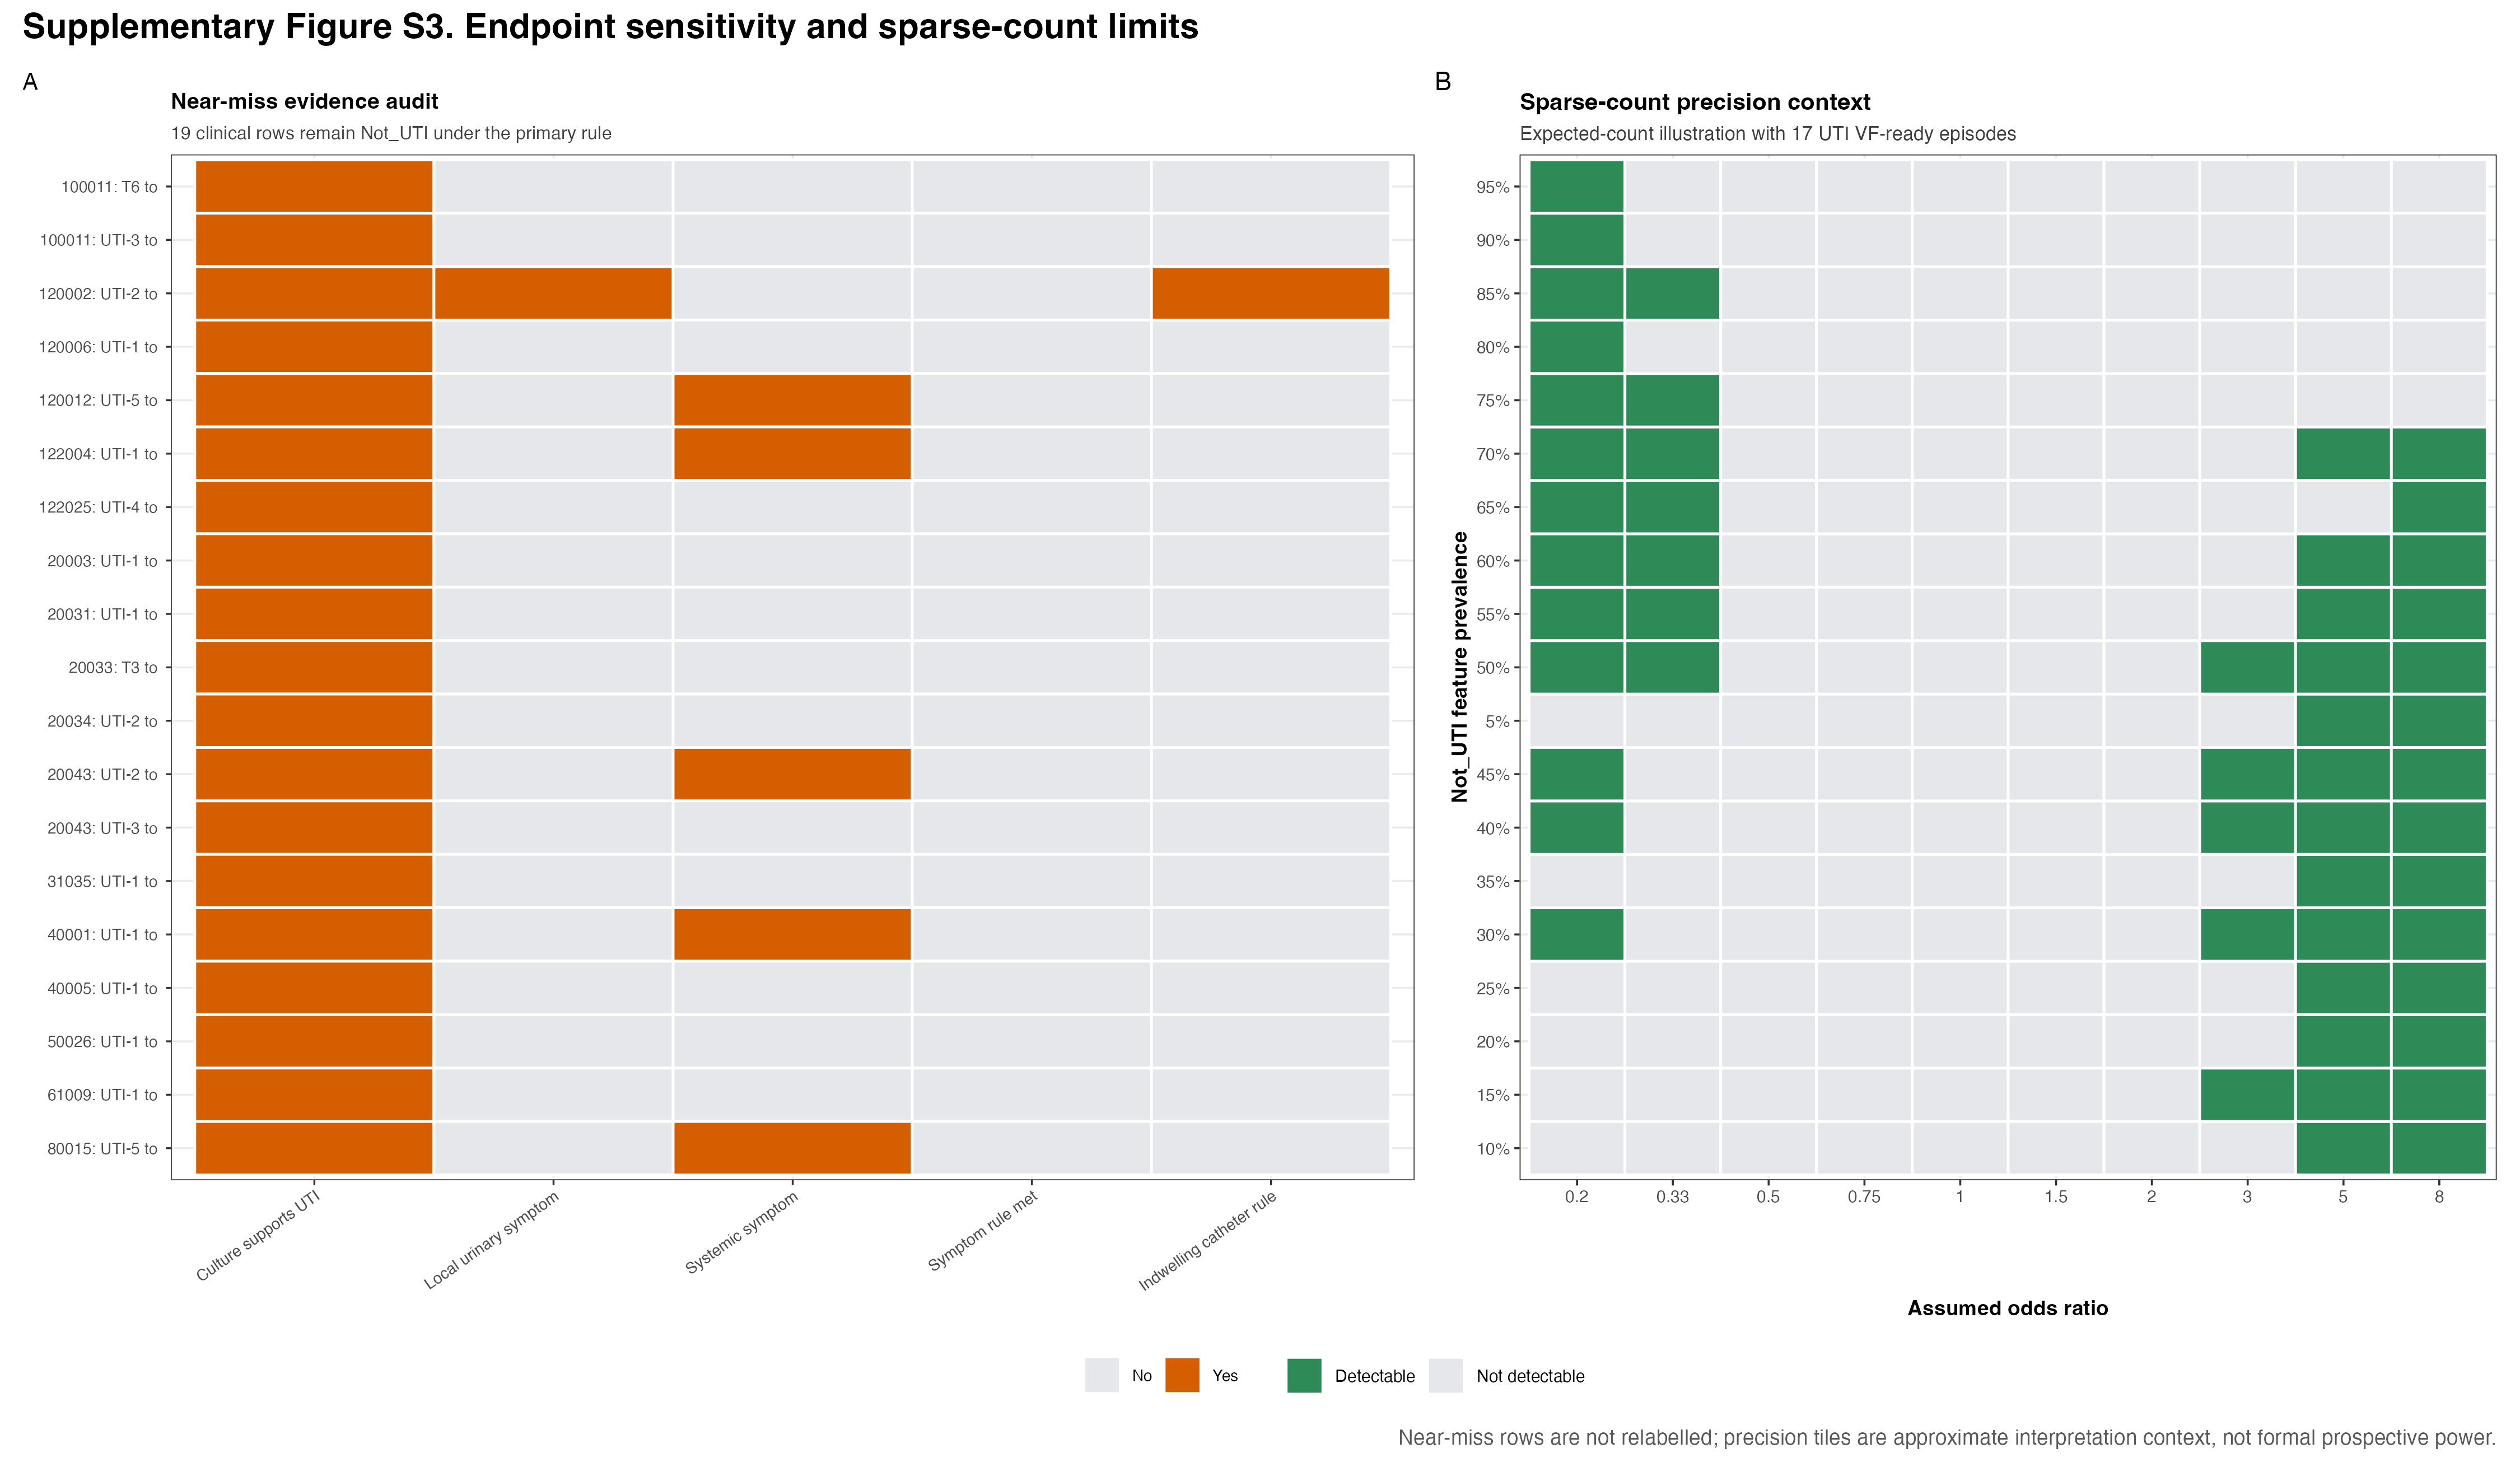 Supplementary Figure S3. Endpoint sensitivity and sparse-count limits
A
Near-miss evidence audit
19 clinical rows remain Not_UTI under the primary rule
100011: T6 to
100011: UTI-3 to
120002: UTI-2 to
120006: UTI-1 to
120012: UTI-5 to
122004: UTI-1 to
122025: UTI-4 to
20003: UTI-1 to
20031: UTI-1 to
20033: T3 to
20034: UTI-2 to
20043: UTI-2 to
20043: UTI-3 to
31035: UTI-1 to
40001: UTI-1 to
40005: UTI-1 to
50026: UTI-1 to
61009: UTI-1 to
80015: UTI-5 to
Culture supports UTI
Local urinary symptom
Systemic symptom
Symptom rule met
Indwelling catheter rule
B
Sparse-count precision context
Expected-count illustration with 17 UTI VF-ready episodes
Not_UTI feature prevalence
95%
90%
85%
80%
75%
70%
65%
60%
55%
50%
5%
45%
40%
35%
30%
25%
20%
15%
10%
0.2
0.33
0.5
0.75
1
1.5
2
3
5
8
Assumed odds ratio
No
Yes
Detectable
Not detectable
Near-miss rows are not relabelled; precision tiles are approximate interpretation context, not formal prospective power.